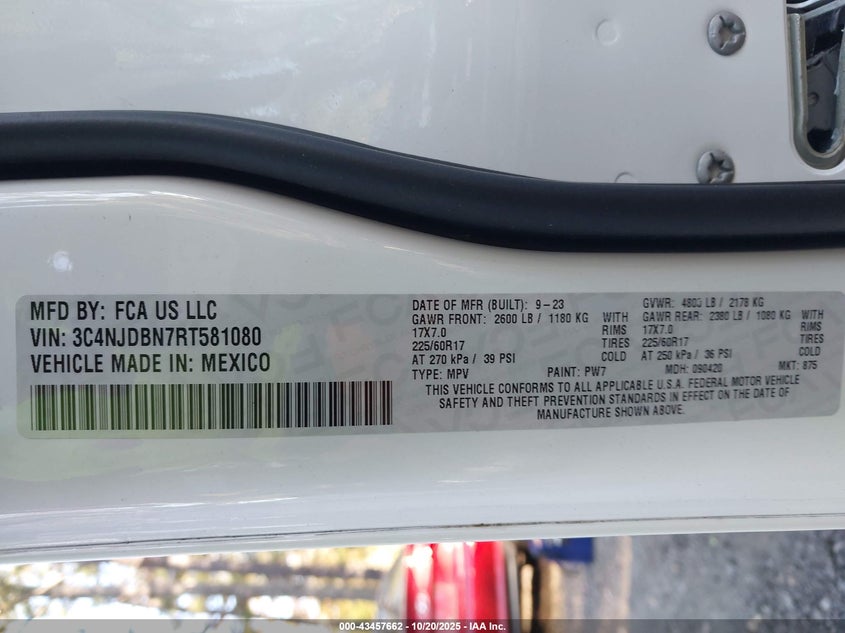 MFD BY: FCA US LLC
VIN: 3C4NJDBN7RT581080
VEHICLE MADE IN: MEXICO
DATE OF MFR (BUILT): 9-23 GVWR: 4803 LB / 2178 KG
GAWR FRONT: 2600 LB / 1180 KG WITH GAWR REAR: 2380 LB / 1080 KG WITH
17X7.0 RIMS 17X7.0 RIMS
225/60R17 TIRES 225/60R17 TIRES
AT 270 kPa / 39 PSI COLD AT 250 kPa / 36 PSI COLD
TYPE: MPV PAINT: PW7 MDH: 090420 MKT: 875
THIS VEHICLE CONFORMS TO ALL APPLICABLE U.S.A. FEDERAL MOTOR VEHICLE
SAFETY AND THEFT PREVENTION STANDARDS IN EFFECT ON THE DATE OF
MANUFACTURE SHOWN ABOVE.
000-43457662 - 10/20/2025 - IAA Inc.